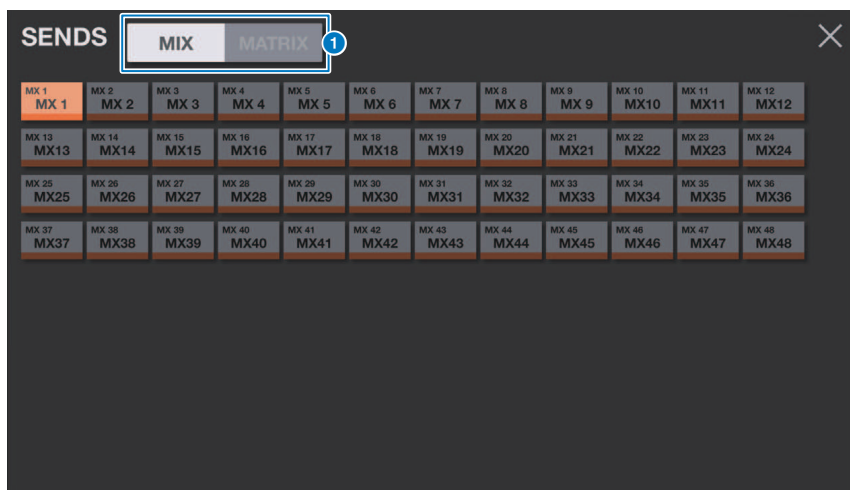 SENDS MIX MATRIX 1
MX 1 MX 2 MX 3 MX 4 MX 5 MX 6 MX 7 MX 8 MX 9 MX 10 MX 11 MX 12
MX 1 MX 2 MX 3 MX 4 MX 5 MX 6 MX 7 MX 8 MX 9 MX10 MX11 MX12
MX 13 MX 14 MX 15 MX 16 MX 17 MX 18 MX 19 MX 20 MX 21 MX 22 MX 23 MX 24
MX13 MX14 MX15 MX16 MX17 MX18 MX19 MX20 MX21 MX22 MX23 MX24
MX 25 MX 26 MX 27 MX 28 MX 29 MX 30 MX 31 MX 32 MX 33 MX 34 MX 35 MX 36
MX25 MX26 MX27 MX28 MX29 MX30 MX31 MX32 MX33 MX34 MX35 MX36
MX 37 MX 38 MX 39 MX 40 MX 41 MX 42 MX 43 MX 44 MX 45 MX 46 MX 47 MX 48
MX37 MX38 MX39 MX40 MX41 MX42 MX43 MX44 MX45 MX46 MX47 MX48